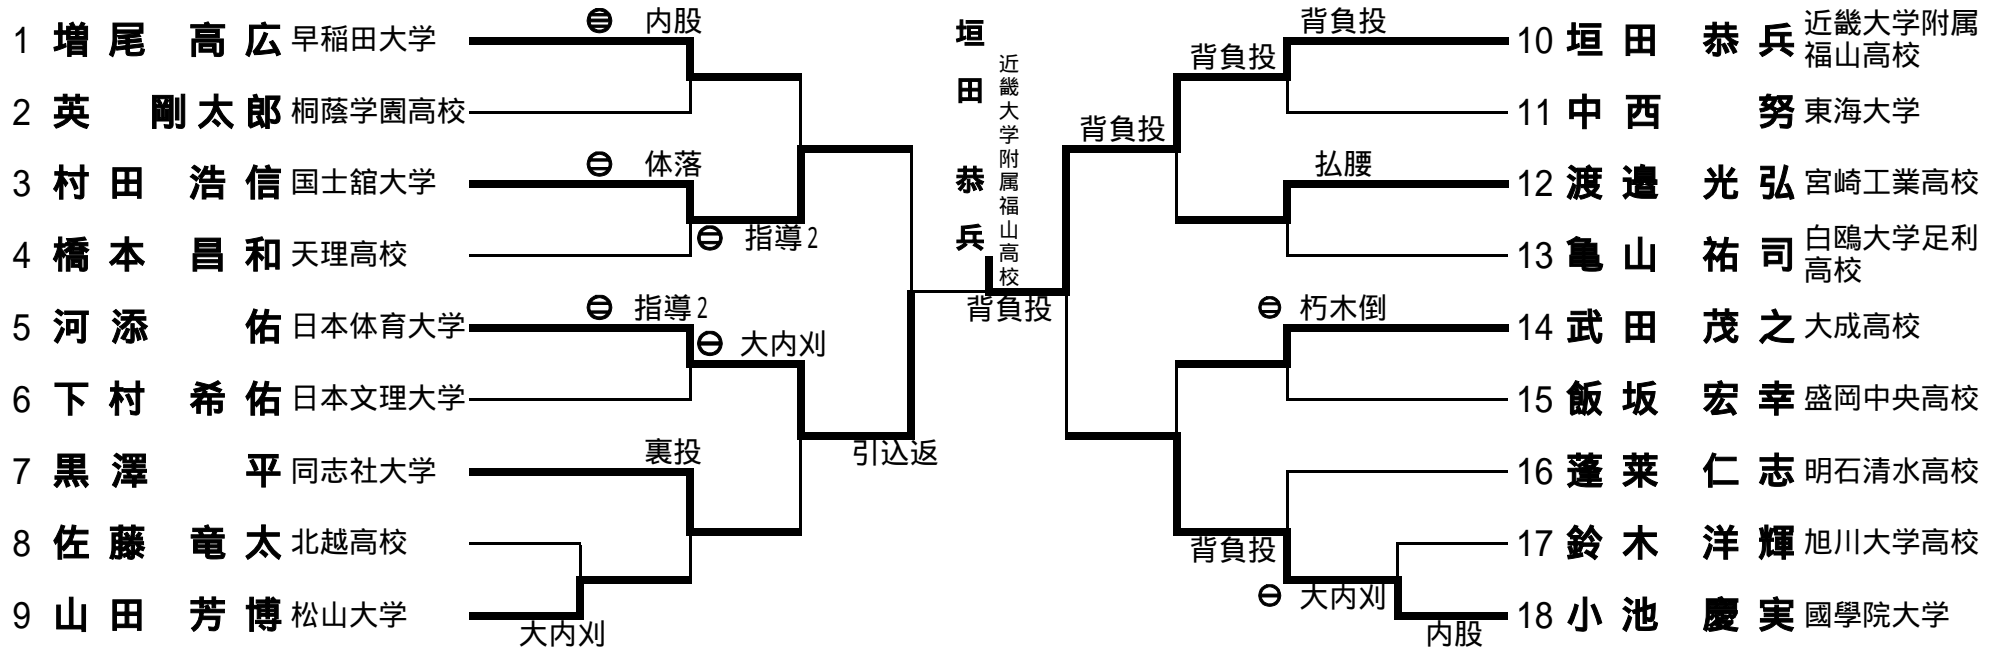 1 増尾 高広 早稲田大学
2 英 剛太郎 桐蔭学園高校
3 村田 浩信 国士舘大学
4 橋本 昌和 天理高校
5 河添 佑 日本体育大学
6 下村 希佑 日本文理大学
7 黒澤 平 同志社大学
8 佐藤 竜太 北越高校
9 山田 芳博 松山大学
内股
体落
指導2
指導2
大内刈
裏投
大内刈
引込返
垣田 恭兵
近畿大学附属福山高校
背負投
背負投
背負投
背負投
払腰
朽木倒
背負投
大内刈
内股
10 垣田 恭兵 近畿大学附属
福山高校
11 中西 努 東海大学
12 渡邉 光弘 宮崎工業高校
13 亀山 祐司 白鴎大学足利
高校
14 武田 茂之 大成高校
15 飯坂 宏幸 盛岡中央高校
16 蓬莱 仁志 明石清水高校
17 鈴木 洋輝 旭川大学高校
18 小池 慶実 國學院大学